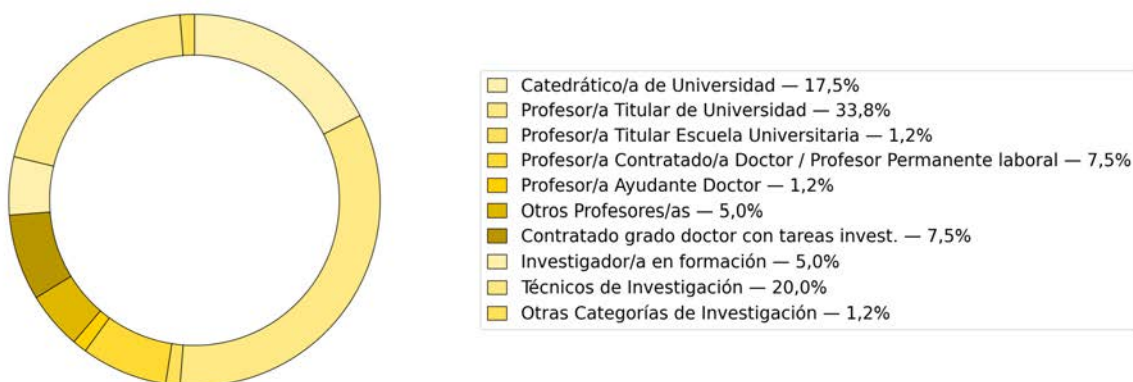 Catedrático/a de Universidad — 17,5%
Profesor/a Titular de Universidad — 33,8%
Profesor/a Titular Escuela Universitaria — 1,2%
Profesor/a Contratado/a Doctor / Profesor Permanente laboral — 7,5%
Profesor/a Ayudante Doctor — 1,2%
Otros Profesores/as — 5,0%
Contratado grado doctor con tareas invest. — 7,5%
Investigador/a en formación — 5,0%
Técnicos de Investigación — 20,0%
Otras Categorías de Investigación — 1,2%